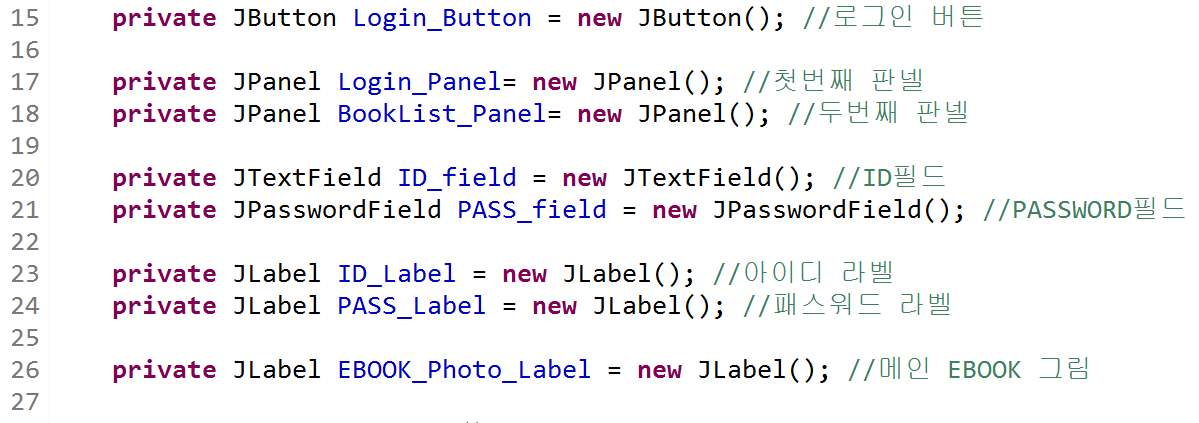 15 private JButton Login_Button = new JButton(); //로그인 버튼
16
17 private JPanel Login_Panel= new JPanel(); //첫번째 판넬
18 private JPanel BookList_Panel= new JPanel(); //두번째 판넬
19
20 private JTextField ID_field = new JTextField(); //ID필드
21 private JPasswordField PASS_field = new JPasswordField(); //PASSWORD필드
22
23 private JLabel ID_Label = new JLabel(); //아이디 라벨
24 private JLabel PASS_Label = new JLabel(); //패스워드 라벨
25
26 private JLabel EBOOK_Photo_Label = new JLabel(); //메인 EBOOK 그림
27